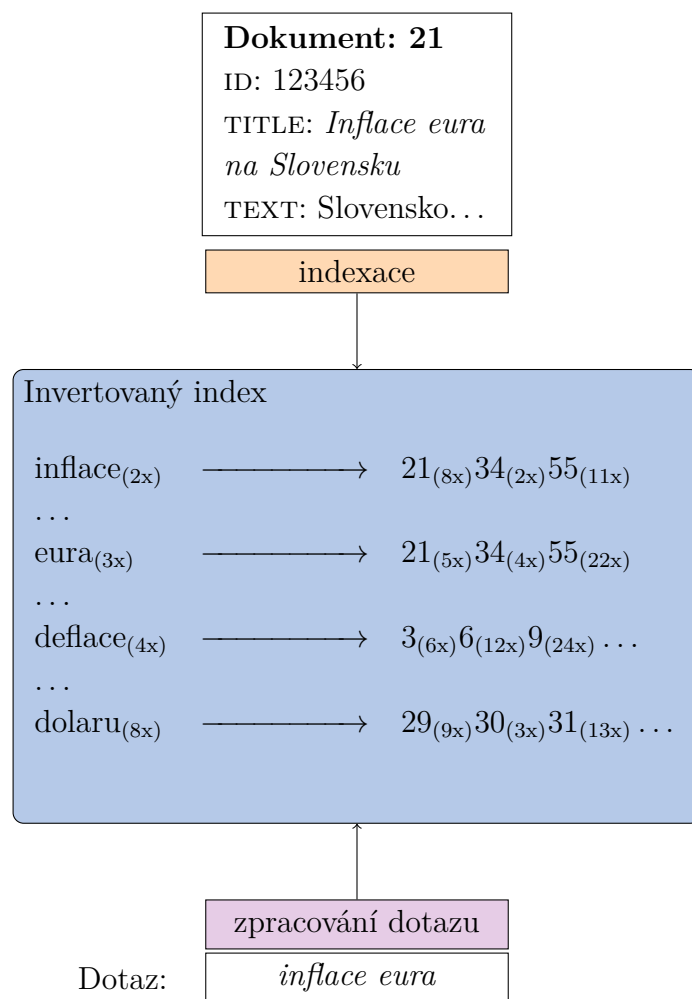 Dokument: 21
ID: 123456
TITLE: Inflace eura
na Slovensku
TEXT: Slovensko...
indexace
Invertovaný index
inflace(2x) 21(8x)34(2x)55(11x)
...
eura(3x) 21(5x)34(4x)55(22x)
...
deflace(4x) 3(6x)6(12x)9(24x) ...
...
dolaru(8x) 29(9x)30(3x)31(13x) ...
zpracování dotazu
Dotaz: inflace eura